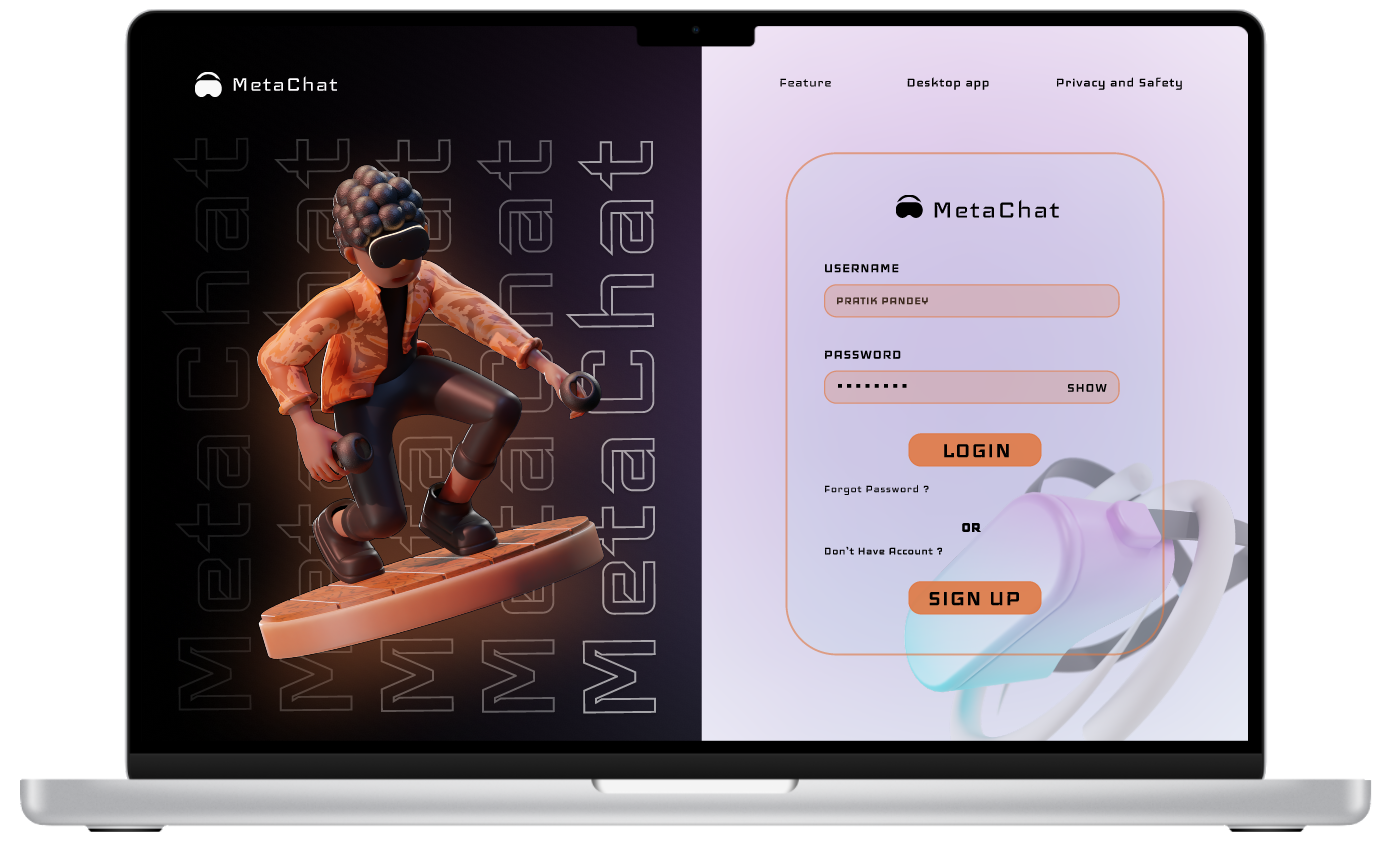 MetaChat
MetaChat
MetaChat
MetaChat
MetaChat
MetaChat
Feature
Desktop app
Privacy and Safety
MetaChat
USERNAME
PRATIK PANDEY
PASSWORD
SHOW
LOGIN
Forgot Password ?
OR
Don't Have Account ?
SIGN UP